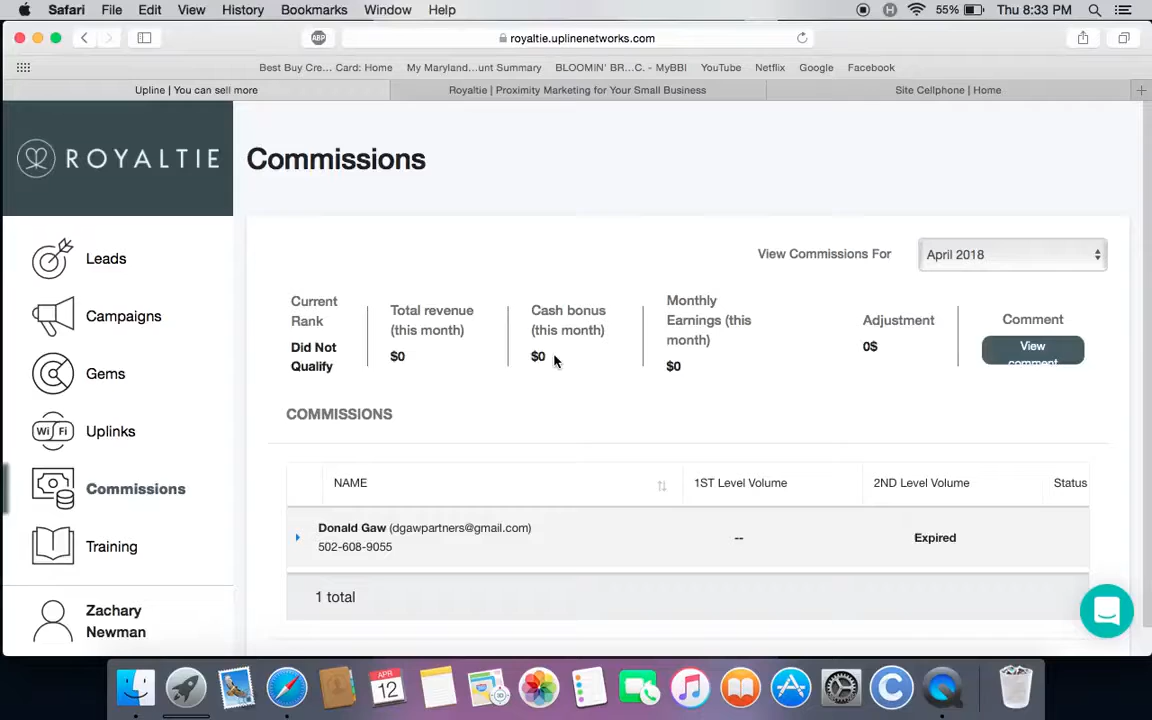 Safari File Edit View History Bookmarks Window Help 55% Thu 8:33 PM
ABP royaltie.uplinenetworks.com
Best Buy Cre... Card: Home My Maryland...unt Summary BLOOMIN' BR...C. - MyBBI YouTube Netflix Google Facebook
Upline | You can sell more Royaltie | Proximity Marketing for Your Small Business Site Cellphone | Home
ROYALTIE
Leads
Campaigns
Gems
WiFi Uplinks
Commissions
Training
Zachary
Newman
Commissions
View Commissions For April 2018
Current
Rank
Did Not
Qualify
Total revenue
(this month)
$0
Cash bonus
(this month)
$0
Monthly
Earnings (this
month)
$0
Adjustment
0$
Comment
View
comment
COMMISSIONS
NAME 1ST Level Volume 2ND Level Volume Status
Donald Gaw (dgawpartners@gmail.com)
502-608-9055
-- Expired
1 total
APR
12